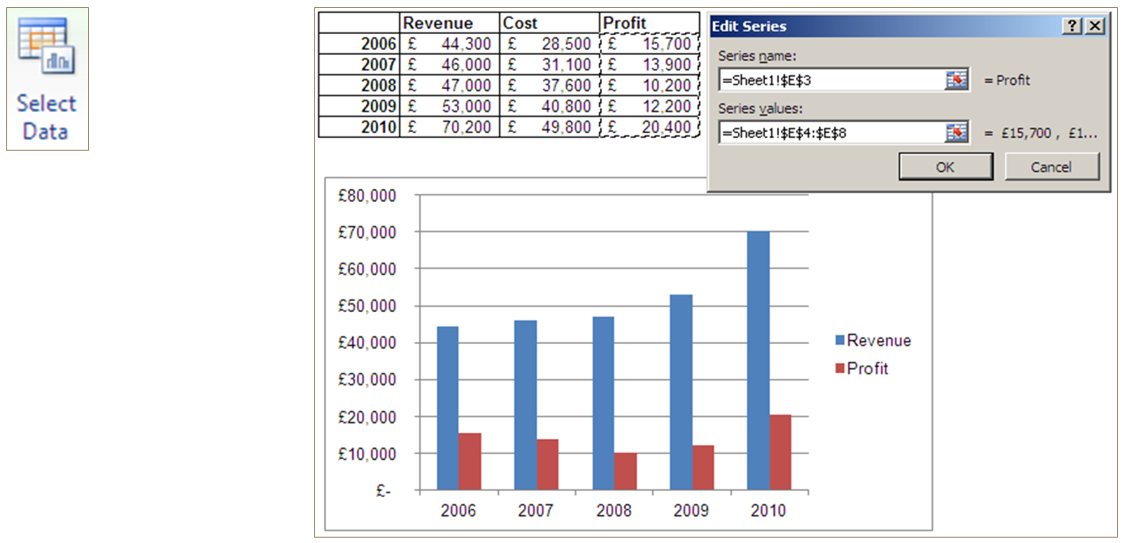 Select
Data
Revenue Cost Profit
2006 £ 44,300 £ 28,500 £ 15,700
2007 £ 46,000 £ 31,100 £ 13,900
2008 £ 47,000 £ 37,600 £ 10,200
2009 £ 53,000 £ 40,800 £ 12,200
2010 £ 70,200 £ 49,800 £ 20,400
Edit Series
Series name:
=Sheet1!$E$3 = Profit
Series values:
=Sheet1!$E$4:$E$8 = £15,700 , £1...
OK Cancel
£80,000
£70,000
£60,000
£50,000
£40,000
£30,000
£20,000
£10,000
£-
2006 2007 2008 2009 2010
Revenue
Profit